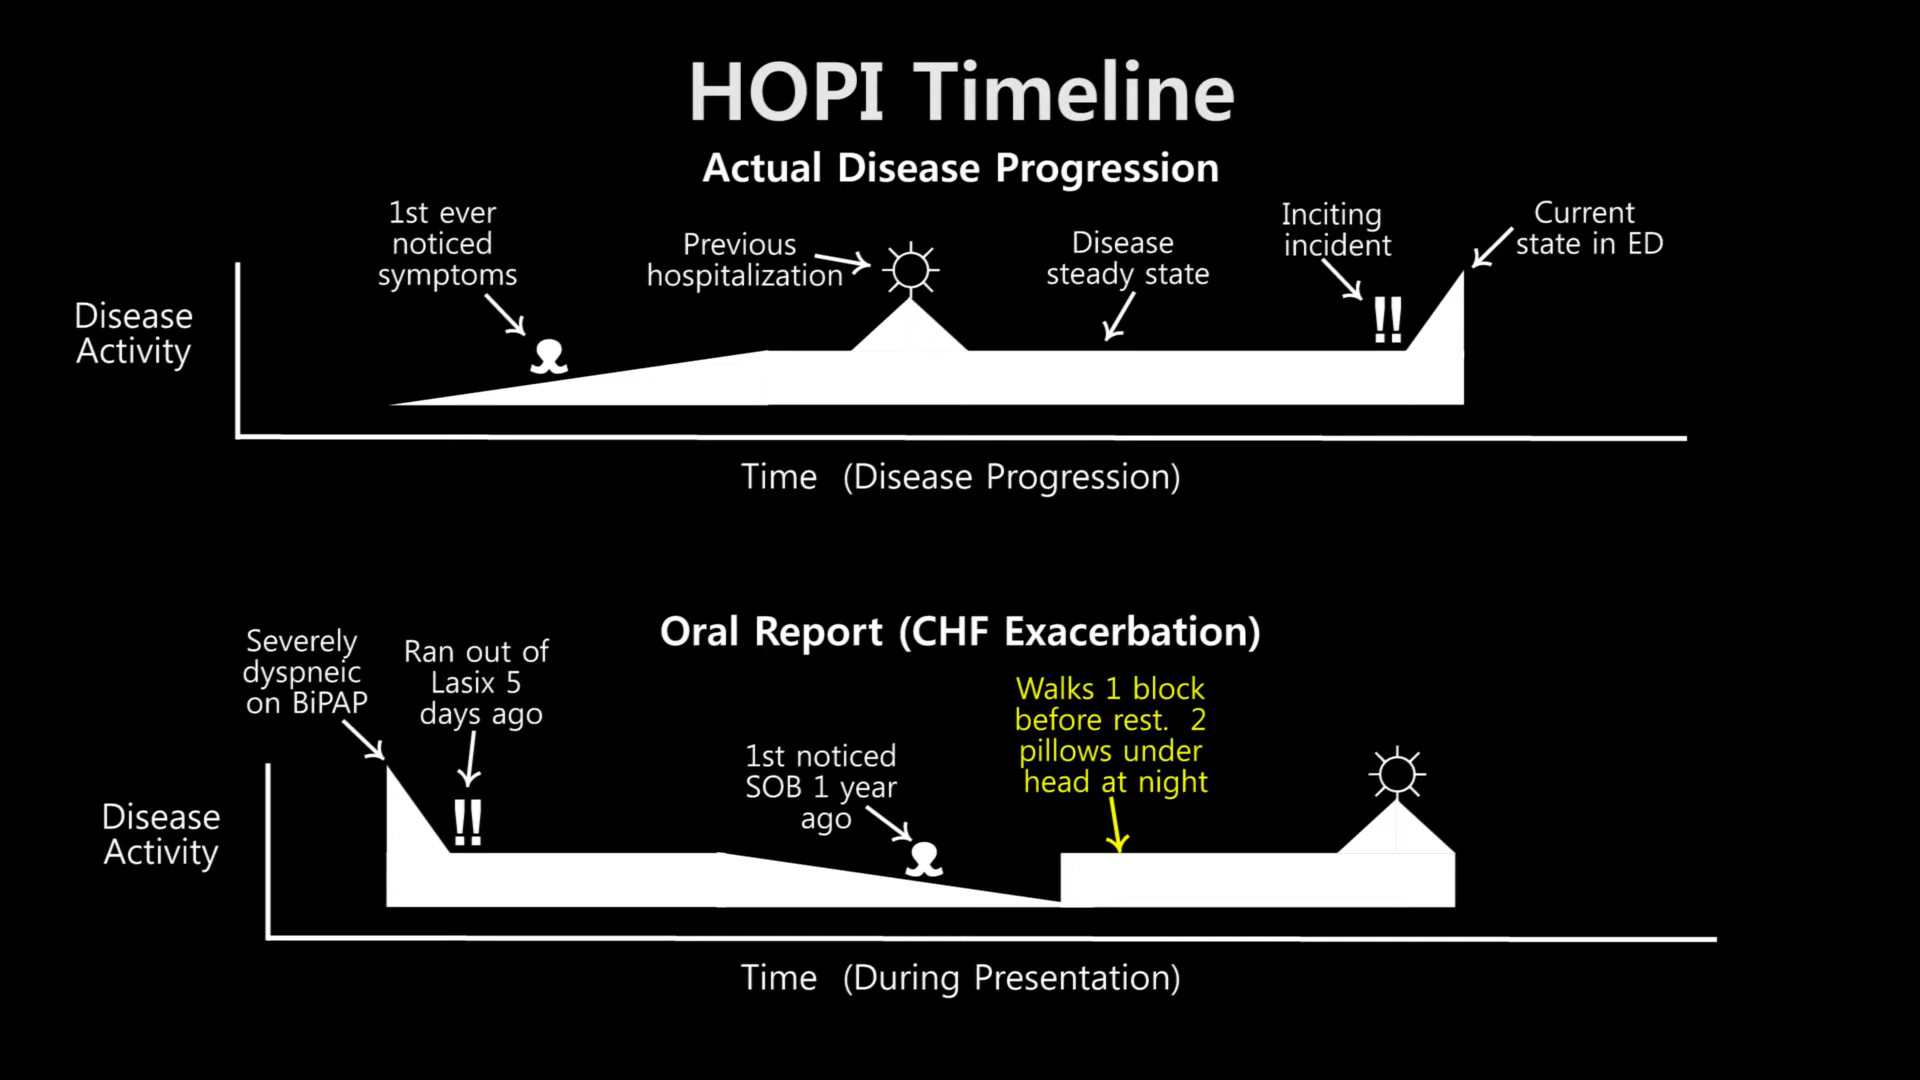 HOPI Timeline
Actual Disease Progression
1st ever
noticed
symptoms
Previous
hospitalization
Disease
steady state
Inciting
incident
Current
state in ED
Disease
Activity
!!
Time (Disease Progression)
Oral Report (CHF Exacerbation)
Severely
dyspneic
on BiPAP
Ran out of
Lasix 5
days ago
1st noticed
SOB 1 year
ago
Walks 1 block
before rest. 2
pillows under
head at night
Disease
Activity
!!
Time (During Presentation)